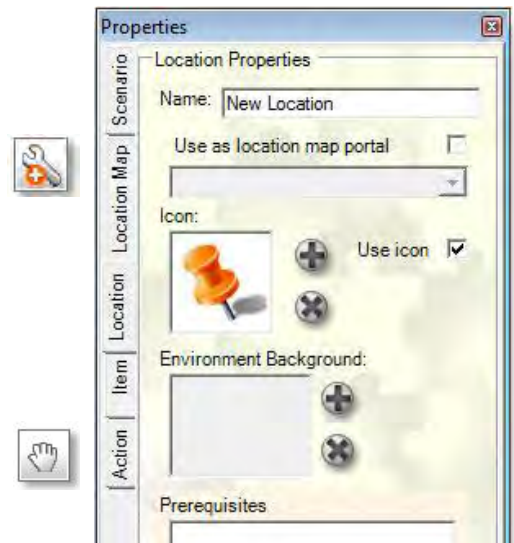 Properties
Scenario
Location Map
Location
Item
Action
Location Properties
Name: New Location
Use as location map portal
Icon:
Use icon
Environment Background:
Prerequisites